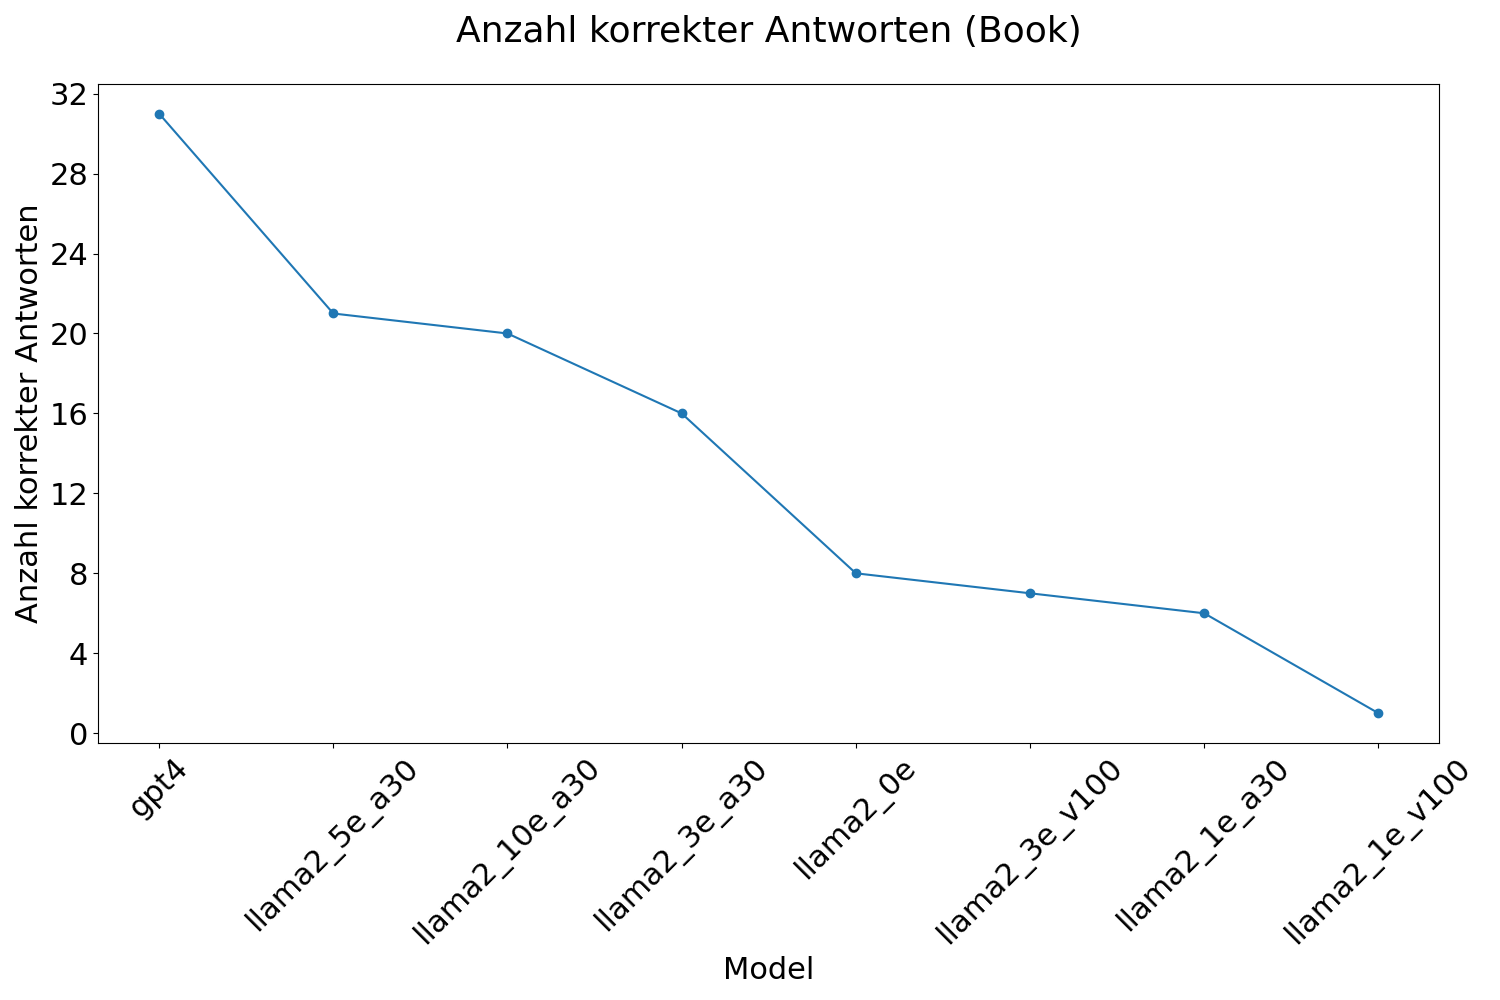 Anzahl korrekter Antworten (Book)
Anzahl korrekter Antworten
32
28
24
20
16
12
8
4
0
gpt4
llama2_5e_a30
llama2_10e_a30
llama2_3e_a30
llama2_0e
llama2_3e_v100
llama2_1e_a30
llama2_1e_v100
Model